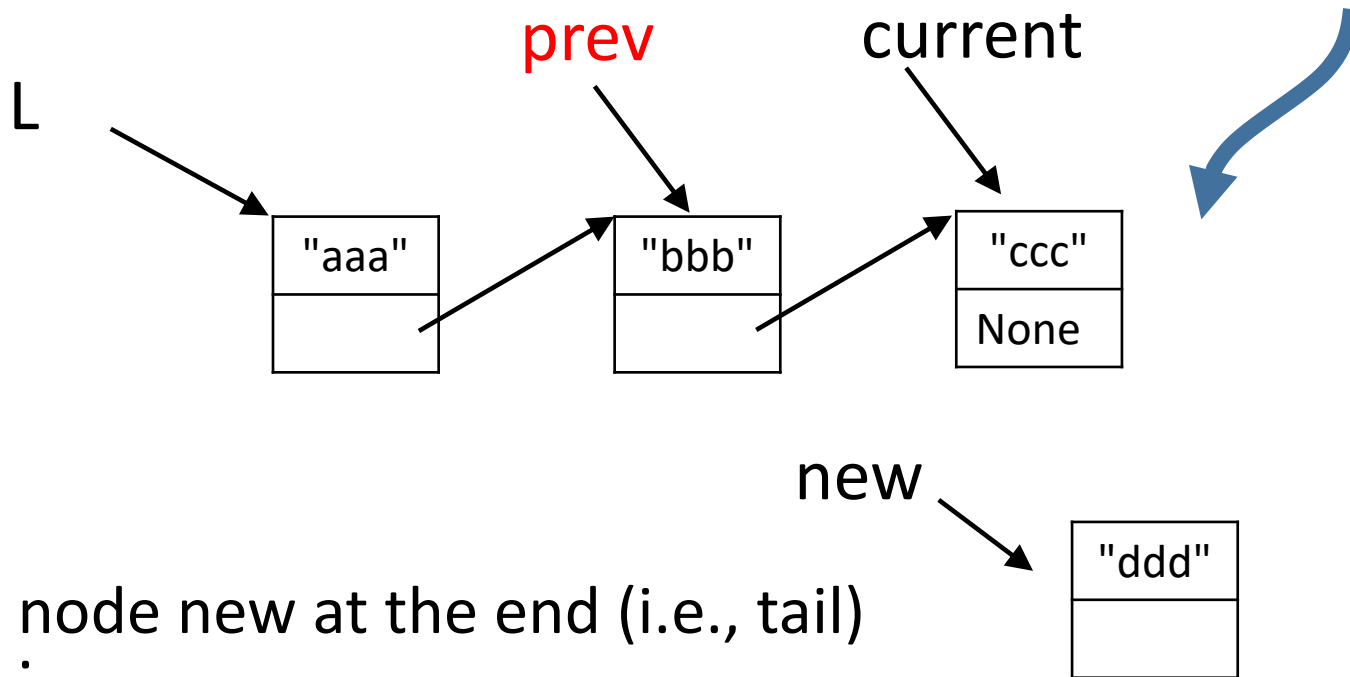 prev
current
L
"aaa"
"bbb"
"ccc"
None
new
"ddd"
node new at the end (i.e., tail)